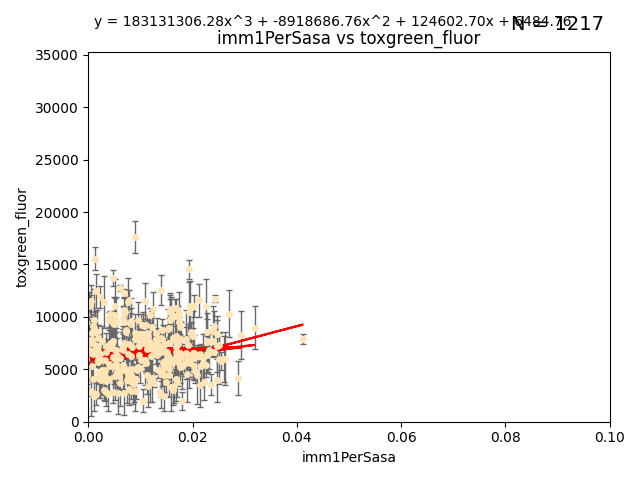 y = 183131306.28x^3 + -8918686.76x^2 + 124602.70x + 6484.76
N = 1217
imm1PerSasa vs toxgreen_fluor
35000
30000
25000
20000
15000
10000
5000
0
toxgreen_fluor
0.00 0.02 0.04 0.06 0.08 0.10
imm1PerSasa